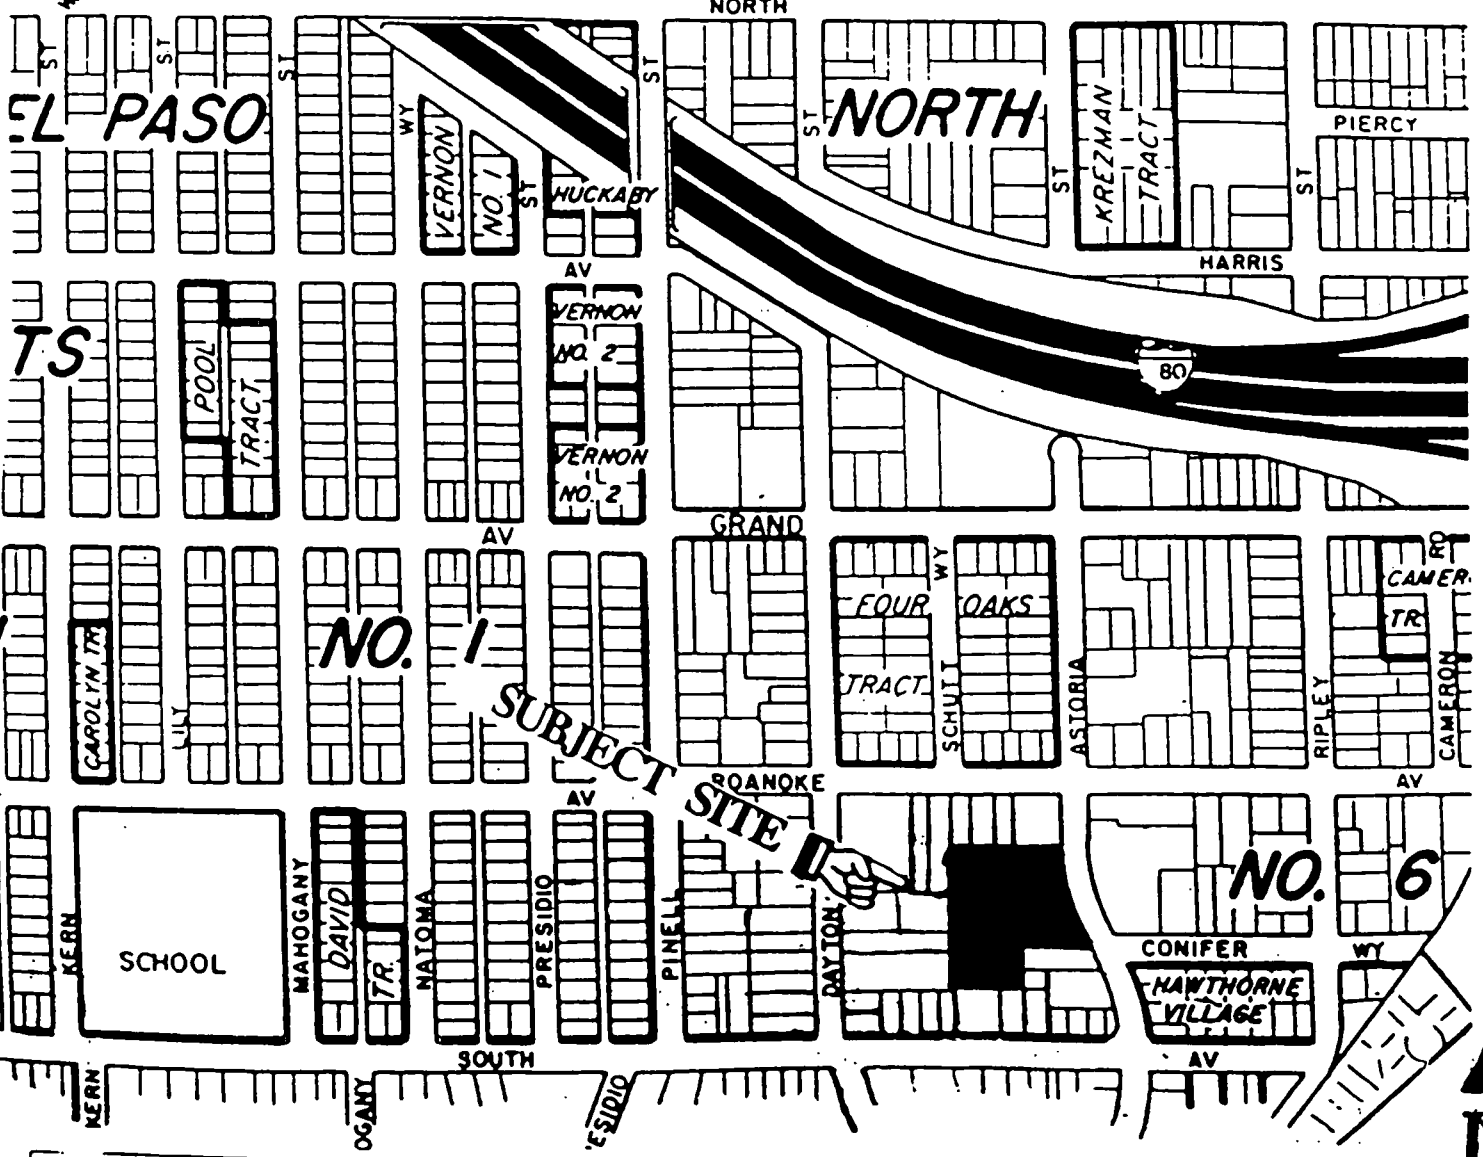 NORTH
ST
ST
ST
ST
EL PASO
WY
VERNON
NO. 1
ST
HUCKABY
ST
NORTH
ST
KREZMAN
TRACT
PIERCY
ST
AV
HARRIS
TS
POOL
TRACT
VERNON
NO. 2
VERNON
NO. 2
80
AV
GRAND
WY
RD
CAROLYN TR.
LILY
NO. 1
FOUR OAKS
TRACT
SCHUTT
ASTORIA
RIPLEY
CAMER
TR.
CAMERON
SUBJECT SITE
AV
ROANOKE
AV
KERN
SCHOOL
MAHOGANY
DAVID
TR.
NATOMA
PRESIDIO
PINELL
DAYTON
NO. 6
CONIFER
WY
HAWTHORNE
VILLAGE
SOUTH
AV
KERN
OGANY
ESIDIO